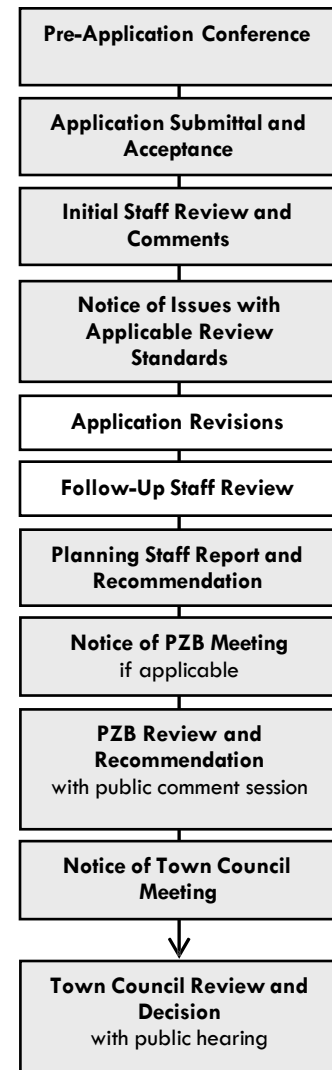 Pre-Application Conference
Application Submittal and
Acceptance
Initial Staff Review and
Comments
Notice of Issues with
Applicable Review
Standards
Application Revisions
Follow-Up Staff Review
Planning Staff Report and
Recommendation
Notice of PZB Meeting
if applicable
PZB Review and
Recommendation
with public comment session
Notice of Town Council
Meeting
Town Council Review and
Decision
with public hearing